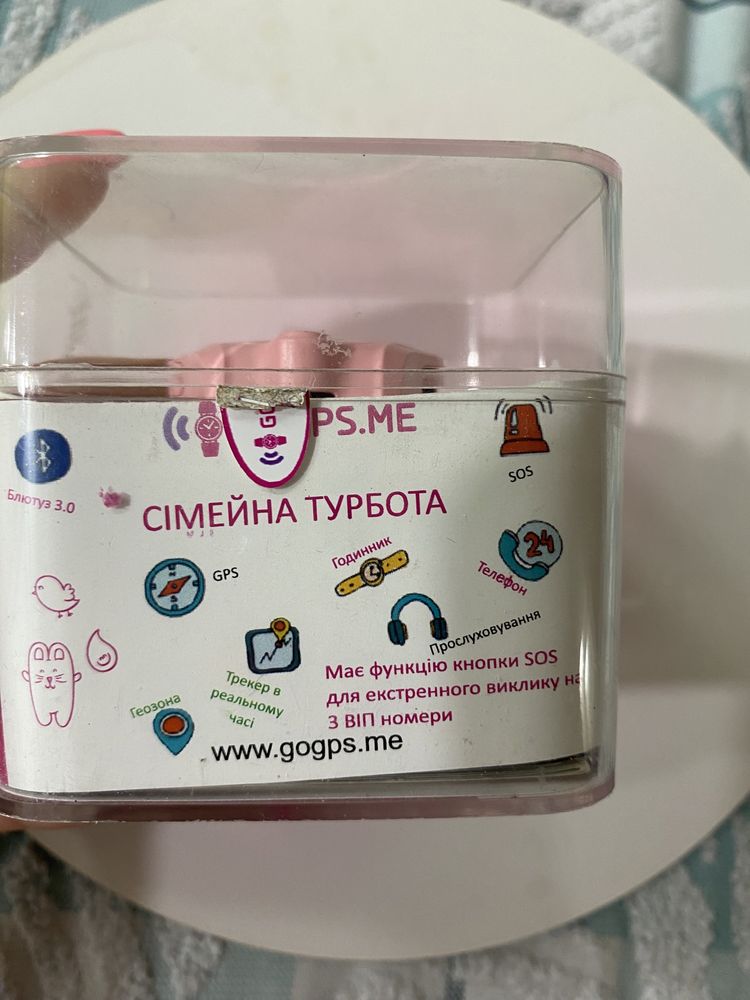 PS.ME
SOS
Блютуз 3.0
СІМЕЙНА ТУРБОТА
GPS
Годинник
24
Телефон
Прослуховування
Трекер в
реальному
часі
Геозона
Має функцію кнопки SOS
для екстренного виклику на
3 ВІП номери
www.gogps.me